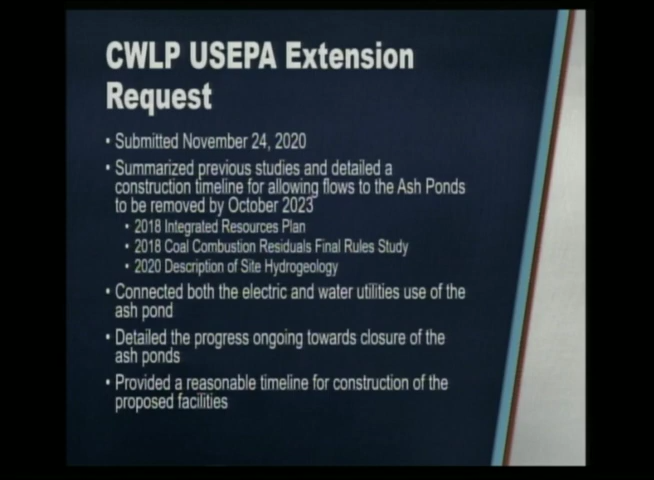 CWLP USEPA Extension
Request
• Submitted November 24, 2020
• Summarized previous studies and detailed a
construction timeline for allowing flows to the Ash Ponds
to be removed by October 2023
• 2018 Integrated Resources Plan
• 2018 Coal Combustion Residuals Final Rules Study
• 2020 Description of Site Hydrogeology
• Connected both the electric and water utilities use of the
ash pond
• Detailed the progress ongoing towards closure of the
ash ponds
• Provided a reasonable timeline for construction of the
proposed facilities